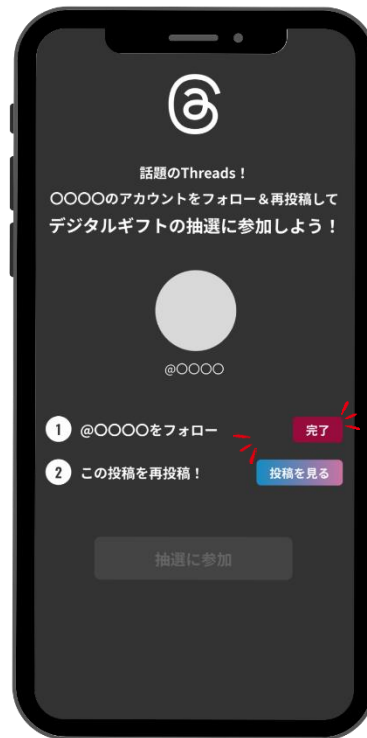 話題のThreads！
〇〇〇〇のアカウントをフォロー＆再投稿して
デジタルギフトの抽選に参加しよう！
@〇〇〇〇
1 @〇〇〇〇をフォロー 完了
2 この投稿を再投稿！ 投稿を見る
抽選に参加